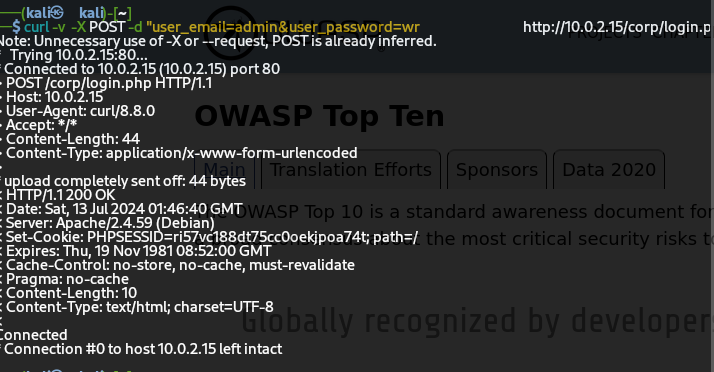 ──(kali㉿ kali)-[~]
─$ curl -v -X POST -d "user_email=admin&user_password=wr http://10.0.2.15/corp/login.p
Note: Unnecessary use of -X or --request, POST is already inferred.
* Trying 10.0.2.15:80...
* Connected to 10.0.2.15 (10.0.2.15) port 80
> POST /corp/login.php HTTP/1.1
> Host: 10.0.2.15
> User-Agent: curl/8.8.0
> Accept: */*
> Content-Length: 44
> Content-Type: application/x-www-form-urlencoded
>
* upload completely sent off: 44 bytes
< HTTP/1.1 200 OK
< Date: Sat, 13 Jul 2024 01:46:40 GMT
< Server: Apache/2.4.59 (Debian)
< Set-Cookie: PHPSESSID=ri57vcl88dt75cc0oekjpoa74t; path=/
< Expires: Thu, 19 Nov 1981 08:52:00 GMT
< Cache-Control: no-store, no-cache, must-revalidate
< Pragma: no-cache
< Content-Length: 10
< Content-Type: text/html; charset=UTF-8
<
Connected
* Connection #0 to host 10.0.2.15 left intact
OWASP Top Ten
Main Translation Efforts Sponsors Data 2020
The OWASP Top 10 is a standard awareness document for
about the most critical security risks to
Globally recognized by developers